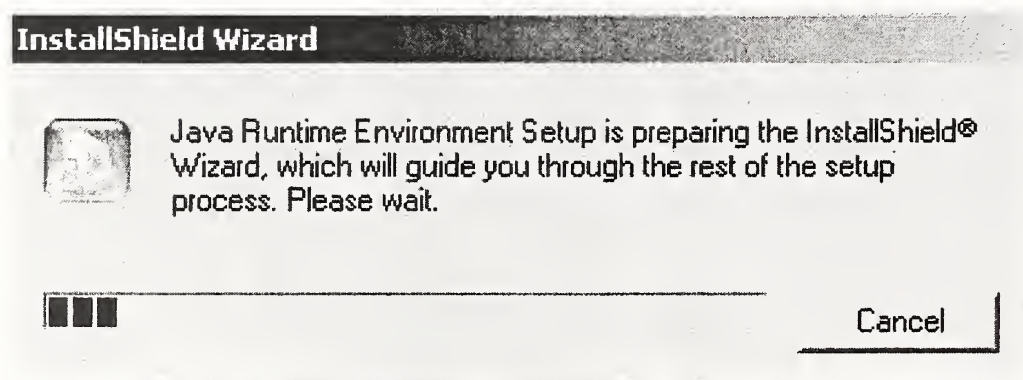 InstallShield Wizard
Java Runtime Environment Setup is preparing the InstallShield®
Wizard, which will guide you through the rest of the setup
process. Please wait.
Cancel